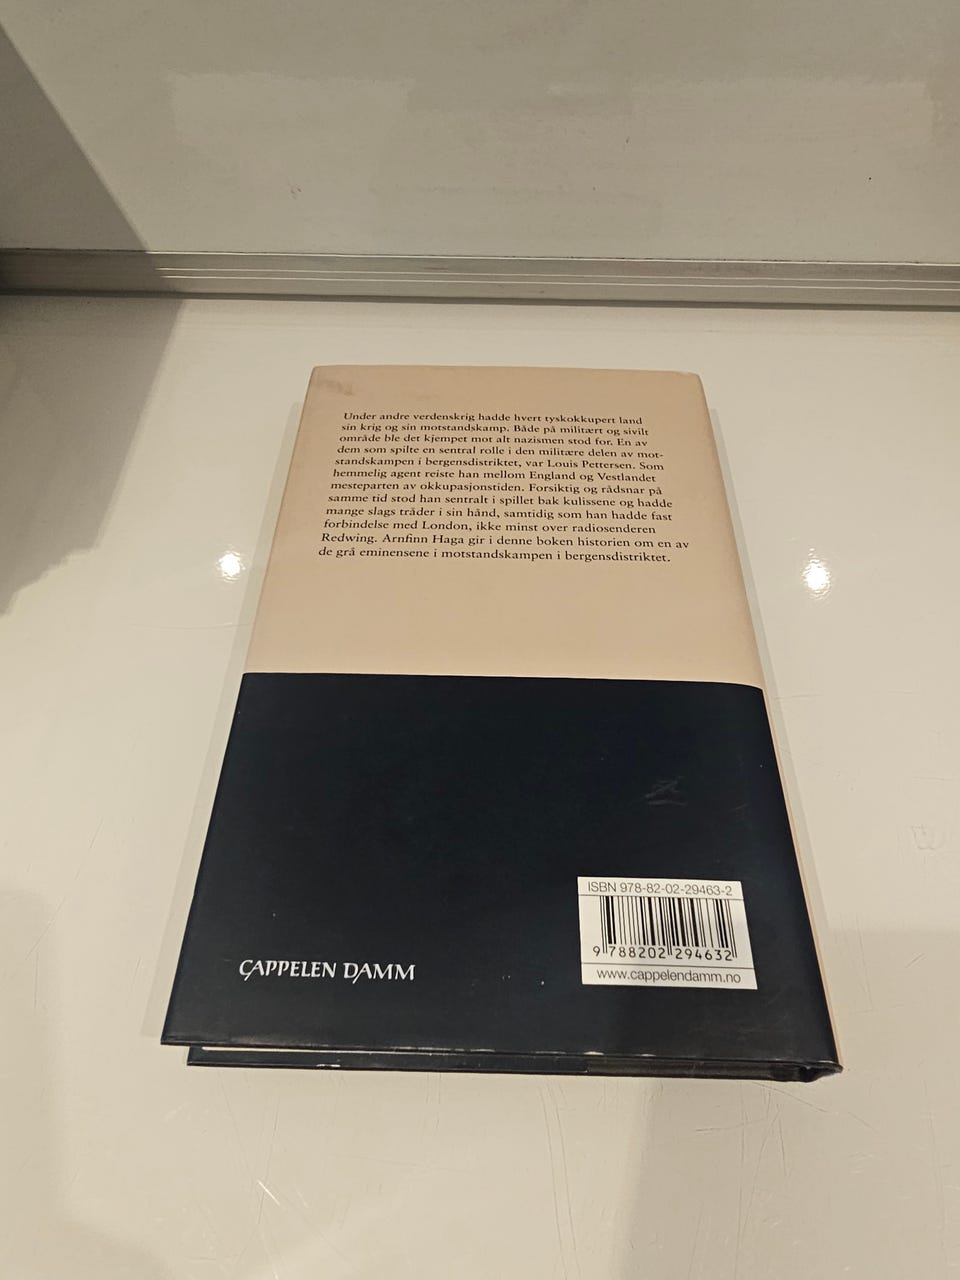 Under andre verdenskrig hadde hvert tyskokkupert land
sin krig og sin motstandskamp. Både på militært og sivilt
område ble det kjempet mot alt nazismen stod for. En av
dem som spilte en sentral rolle i den militære delen av mot-
standskampen i bergensdistriktet, var Louis Pettersen. Som
hemmelig agent reiste han mellom England og Vestlandet
mesteparten av okkupasjonstiden. Forsiktig og rådsnar på
samme tid stod han sentralt i spillet bak kulissene og hadde
mange slags tråder i sin hånd, samtidig som han hadde fast
forbindelse med London, ikke minst over radiosenderen
Redwing. Arnfinn Haga gir i denne boken historien om en av
de grå eminensene i motstandskampen i bergensdistriktet.
ISBN 978-82-02-29463-2
9 788202 294632
www.cappelendamm.no
CAPPELEN DAMM